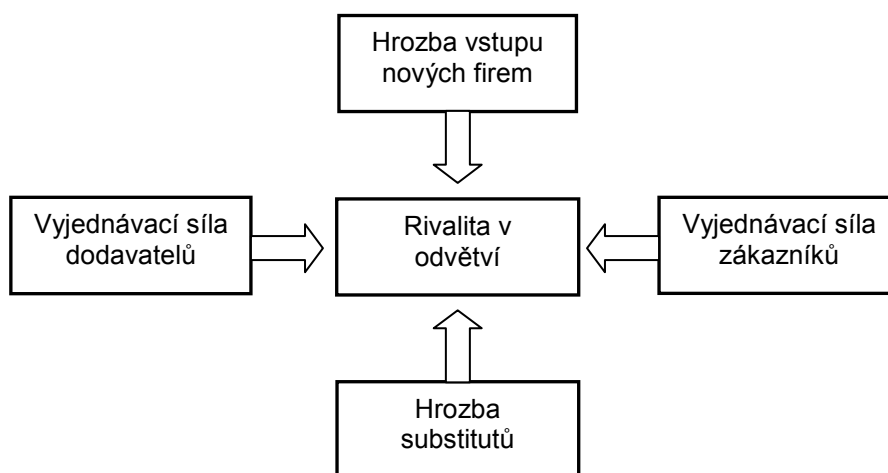 Hrozba vstupu
nových firem
Vyjednávací síla
dodavatelů
Rivalita v
odvětví
Vyjednávací síla
zákazníků
Hrozba
substitutů